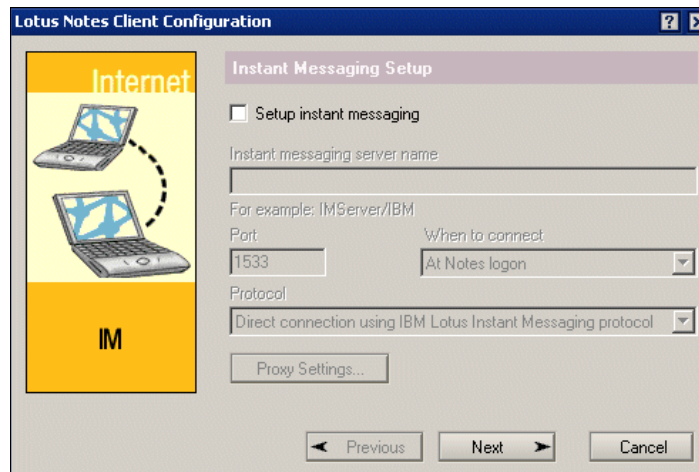 Lotus Notes Client Configuration
Internet
IM
Instant Messaging Setup
Setup instant messaging
Instant messaging server name
For example: IMServer/IBM
Port
When to connect
1533
At Notes logon
Protocol
Direct connection using IBM Lotus Instant Messaging protocol
Proxy Settings...
Previous
Next
Cancel